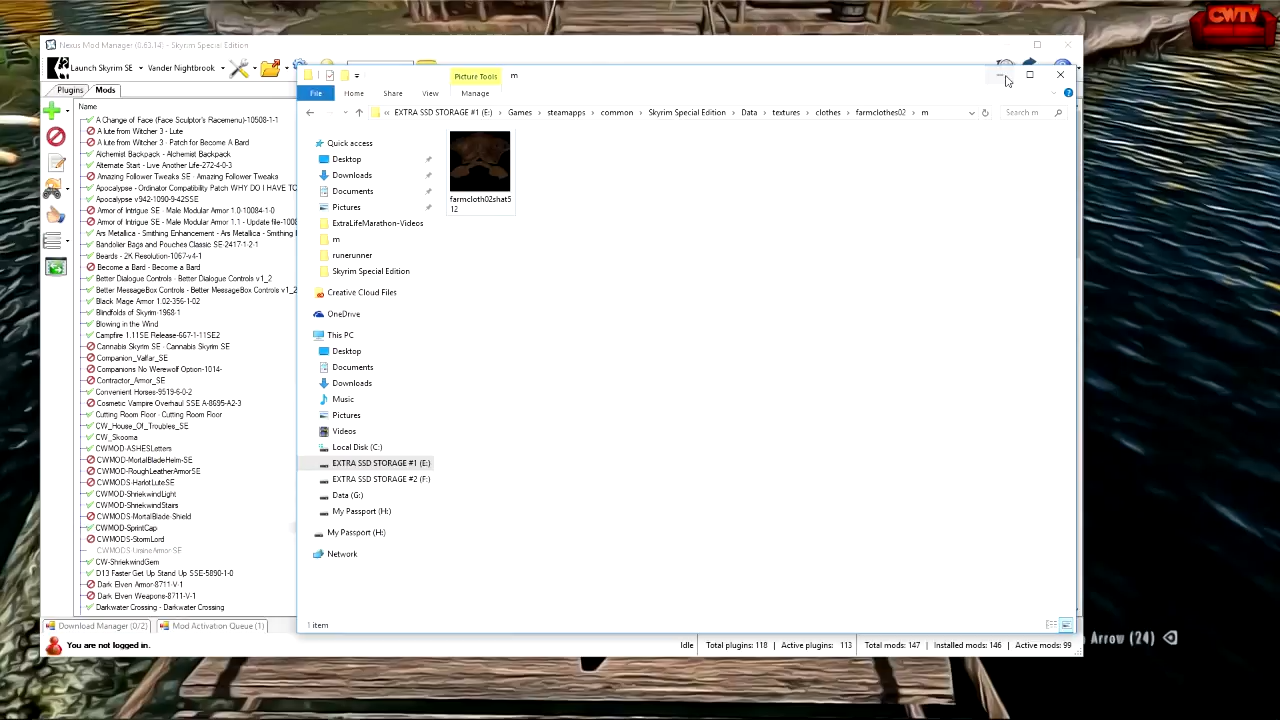 CWTV
Nexus Mod Manager (0.63.14) - Skyrim Special Edition
Launch Skyrim SE
Vander Nightbrook
Plugins
Mods
Name
A Change of Face (Face Sculptor's Racemenu)-10508-1-1
A lute from Witcher 3 - Lute
A lute from Witcher 3 - Patch for Become A Bard
Alchemist Backpack - Alchemist Backpack
Alternate Start - Live Another Life-272-4-0-3
Amazing Follower Tweaks SE - Amazing Follower
Apocalypse - Ordinator Compatibility Patch WHY DO I HAVE TO
Apocalypse v942-1090-9-42SSE
Armor of Intrigue SE - Male Modular Armor 1.0-10084-1-0
Armor of Intrigue SE - Male Modular Armor 1.1 - Update file-1008
Ars Metallica - Smithing Enhancement - Ars Metallica - Smithing
Bandolier Bags and Pouches Classic SE-2417-1-2-1
Beards - 2K Resolution-1067-v4-1
Become a Bard - Become a Bard
Better Dialogue Controls - Better Dialogue Controls v1_2
Better MessageBox Controls - Better MessageBox Controls v1_2
Black Mage Armor 1.02-356-1-02
Blindfolds of Skyrim-1968-1
Blowing in the Wind
Campfire 1.11SE Release-667-1-11SE2
Cannabis Skyrim SE - Cannabis Skyrim SE
Companion_Valfar_SE
Companions No Werewolf Option-1014-
Contractor_Armor_SE
Convenient Horses-9519-6-0-2
Cosmetic Vampire Overhaul SSE A-8695-A2-3
Cutting Room Floor - Cutting Room Floor
CW_House_Of_Troubles_SE
CW_Skooma
CWMOD-ASHESLetters
CWMOD-MortalBladeHelm-SE
CWMOD-RoughLeatherArmorSE
CWMODS-HarlotLuteSE
CWMOD-ShriekwindLight
CWMOD-ShriekwindStairs
CWMODS-MortalBlade-Shield
CWMOD-SprintCap
CWMODS-StormLord
CW-ShriekwindGem
D13 Faster Get Up Stand Up SSE-5890-1-0
Dark Elven Armor-8711-V-1
Dark Elven Weapons-8711-V-1
Darkwater Crossing - Darkwater Crossing
Download Manager (0/2)
Mod Activation Queue (1)
You are not logged in.
Idle
Total plugins: 118
Active plugins: 113
Total mods: 147
Installed mods: 146
Active mods: 99
Picture Tools
m
File
Home
Share
View
Manage
EXTRA SSD STORAGE #1 (E:) › Games › steamapps › common › Skyrim Special Edition › Data › textures › clothes › farmclothes02 › m
Search m
Quick access
Desktop
Downloads
Documents
Pictures
ExtraLifeMarathon-Videos
m
runerunner
Skyrim Special Edition
Creative Cloud Files
OneDrive
This PC
Desktop
Documents
Downloads
Music
Pictures
Videos
Local Disk (C:)
EXTRA SSD STORAGE #1 (E:)
EXTRA SSD STORAGE #2 (F:)
Data (G:)
My Passport (H:)
My Passport (H:)
Network
farmcloth02shat5
12
1 item
Arrow (24)